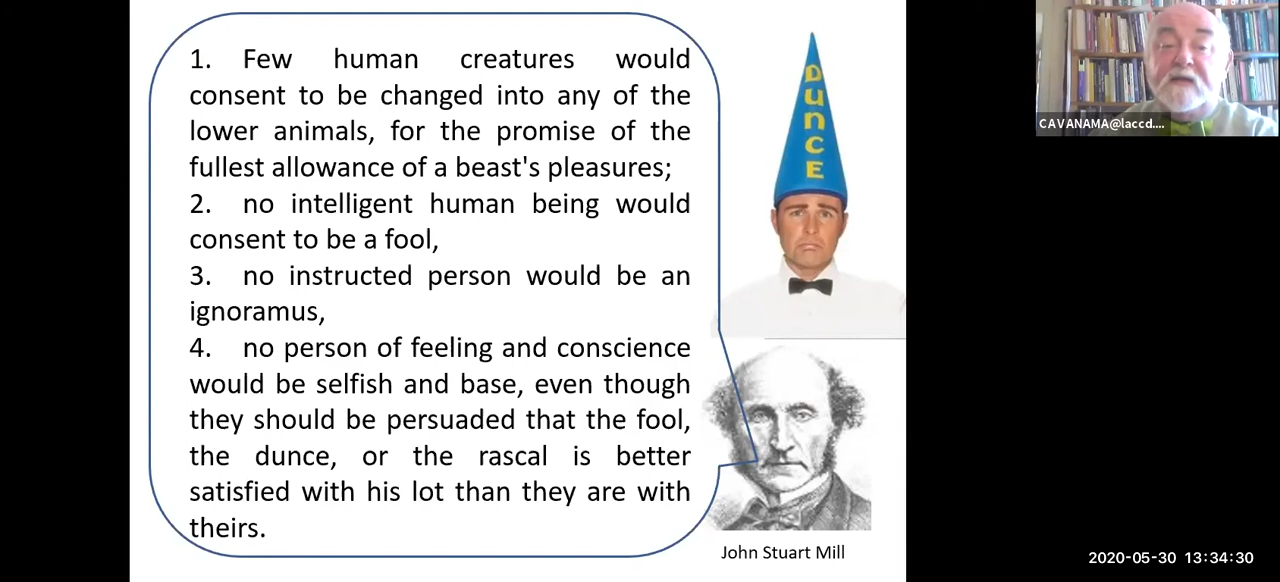 1. Few human creatures would
consent to be changed into any of the
lower animals, for the promise of the
fullest allowance of a beast's pleasures;
2. no intelligent human being would
consent to be a fool,
3. no instructed person would be an
ignoramus,
4. no person of feeling and conscience
would be selfish and base, even though
they should be persuaded that the fool,
the dunce, or the rascal is better
satisfied with his lot than they are with
theirs.
DUNCE
John Stuart Mill
CAVANAMA@laccd....
2020-05-30 13:34:30